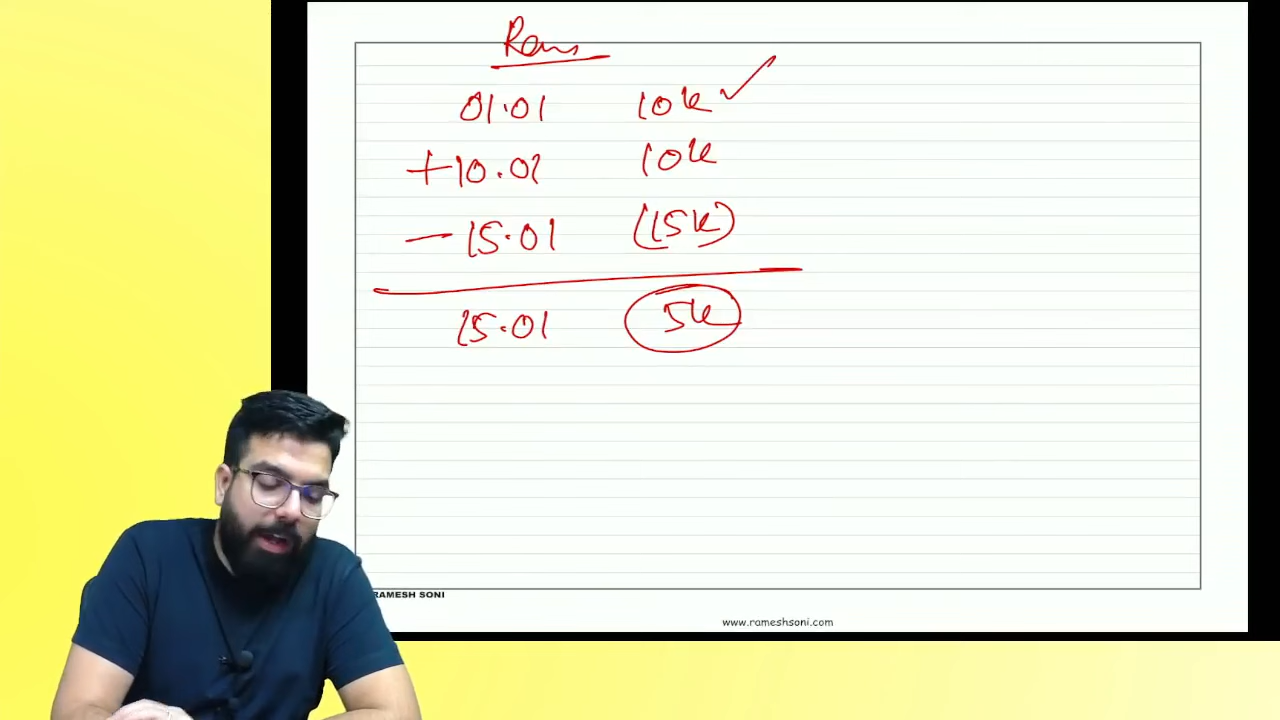 Ram
01.01 10k ✓
+10.01 10k
-15.01 (15k)
15.01 5k
RAMESH SONI
www.rameshsoni.com